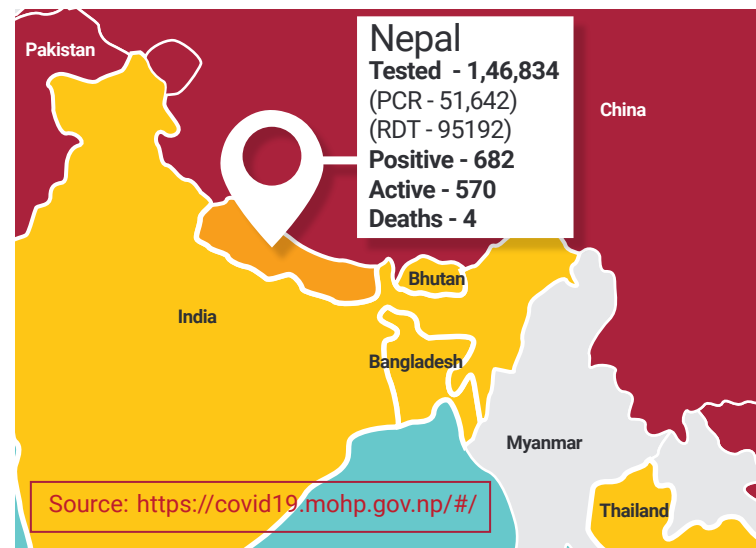 Pakistan
Nepal
Tested - 1,46,834
(PCR - 51,642)
(RDT - 95192)
Positive - 682
Active - 570
Deaths - 4
China
Bhutan
India
Bangladesh
Myanmar
Source: https://covid19.mohp.gov.np/#/
Thailand